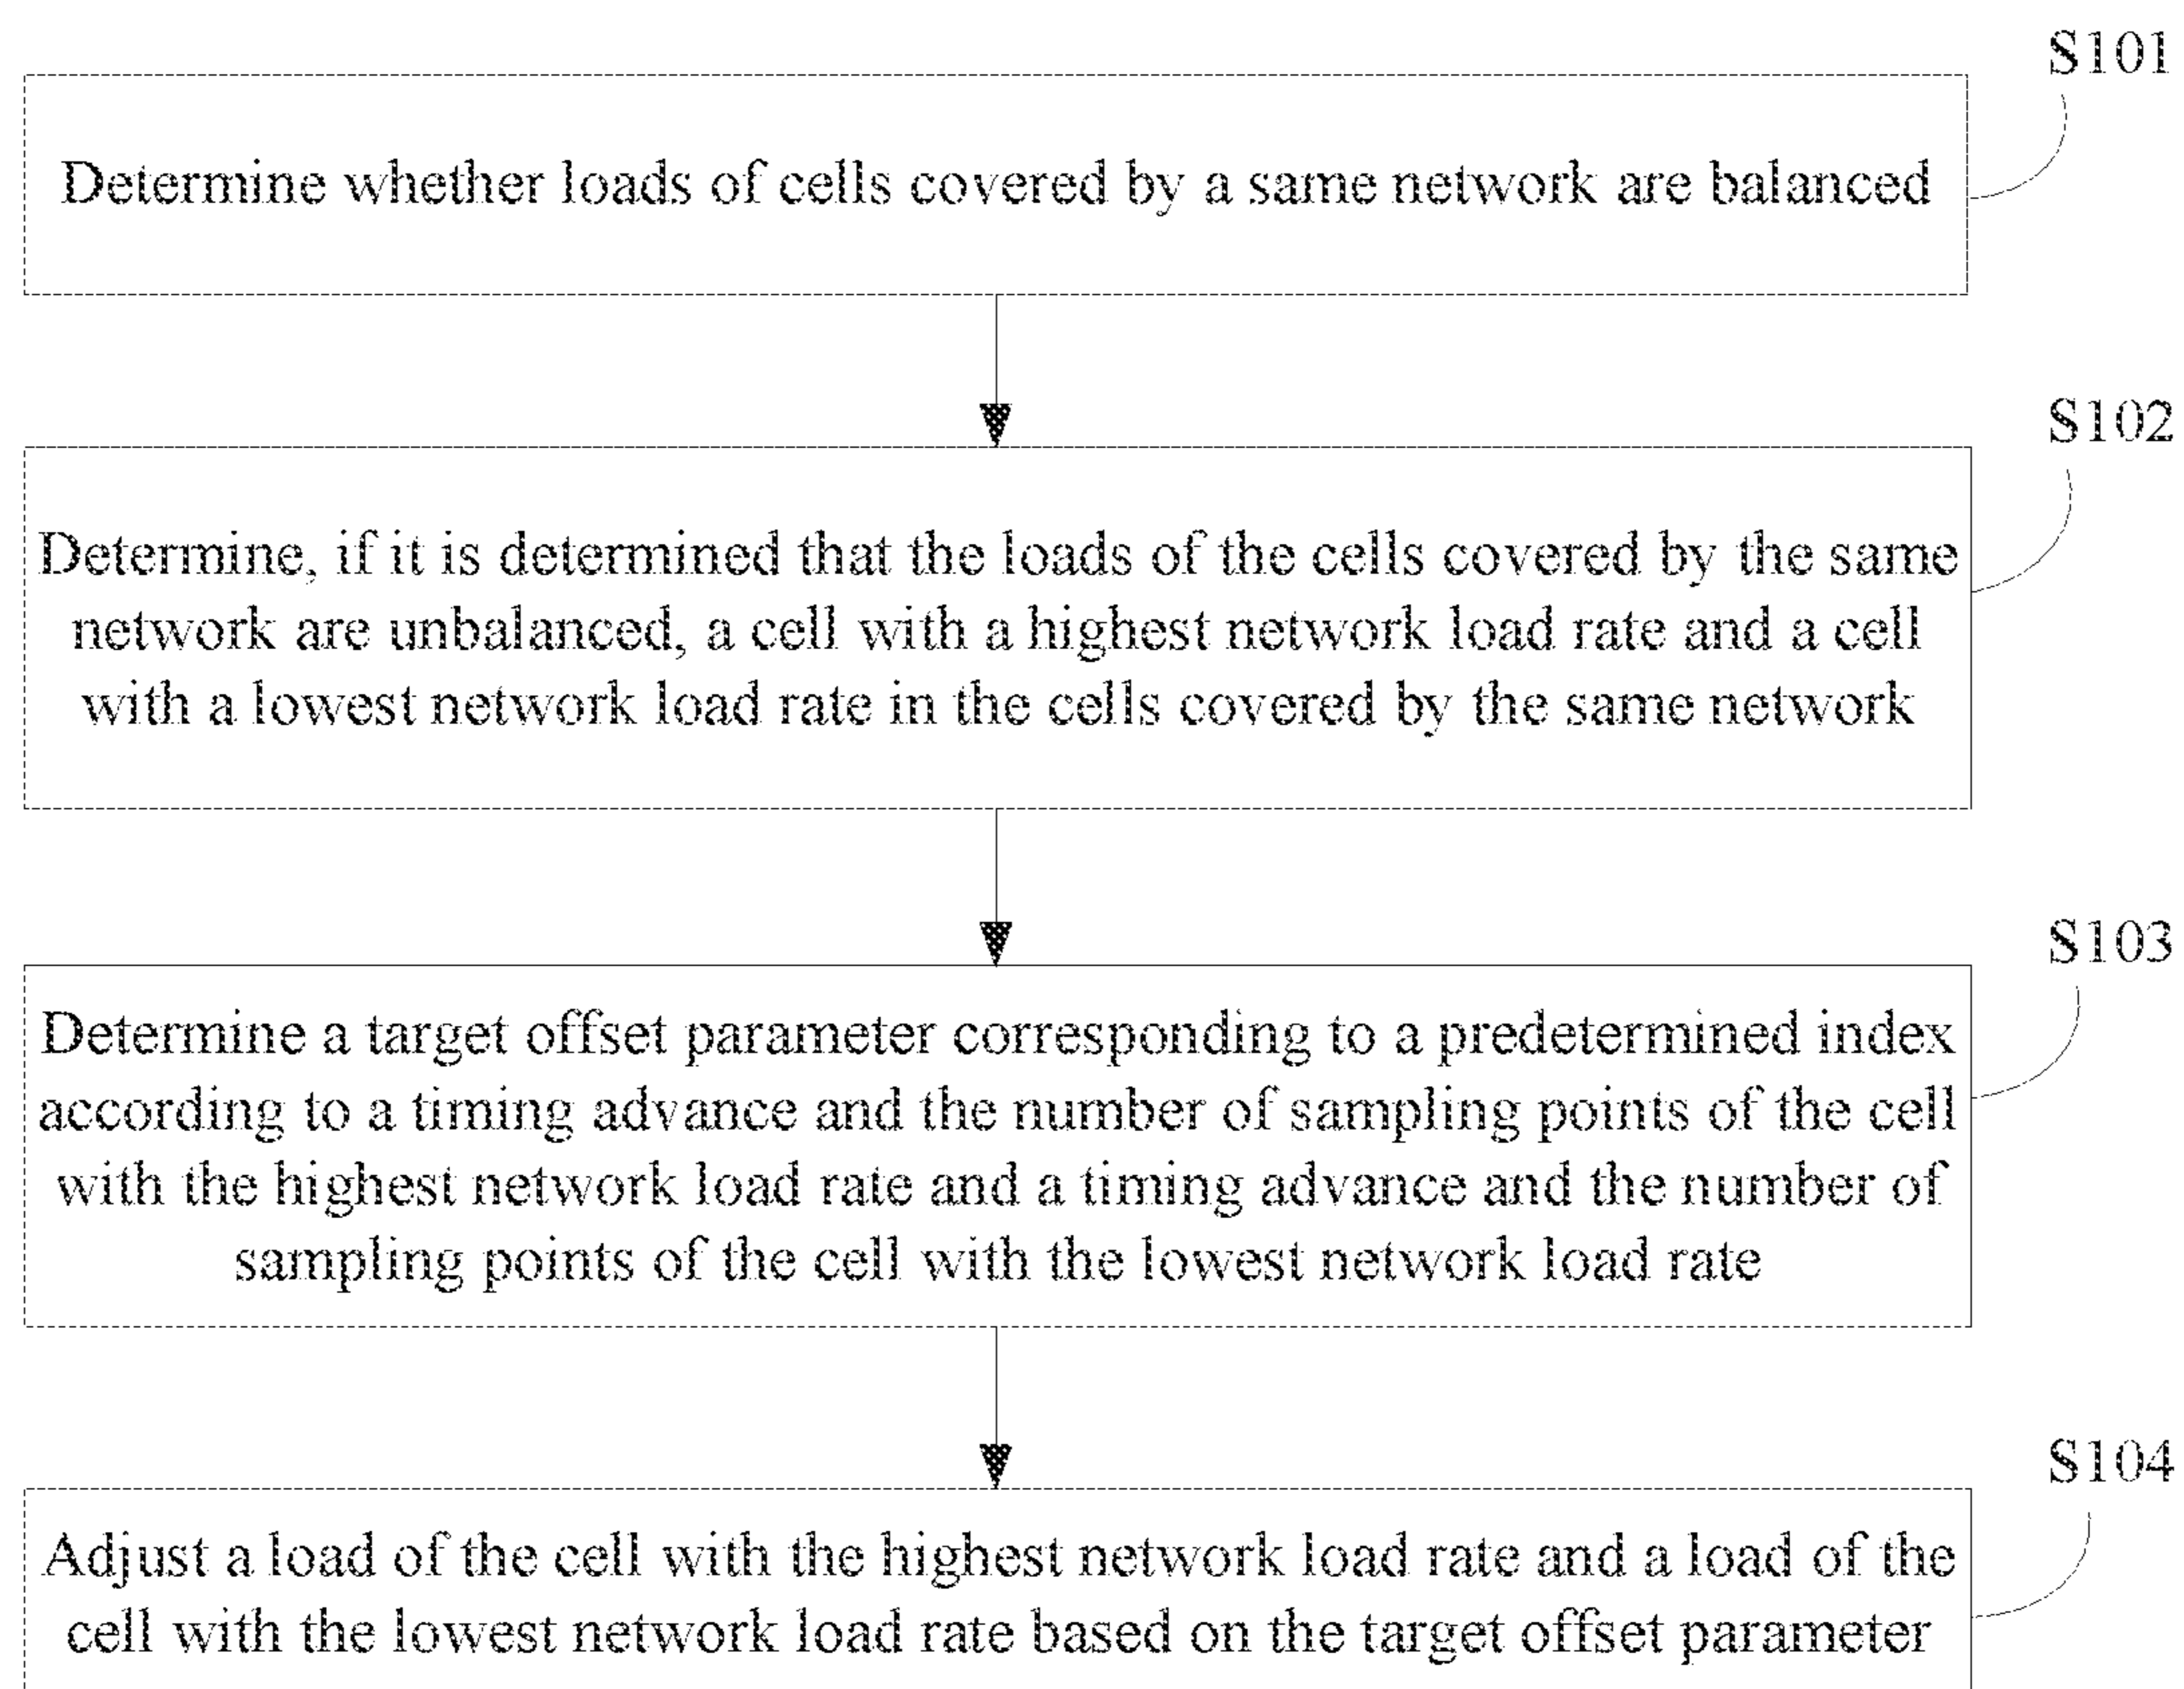 S101
Determine whether loads of cells covered by a same network are balanced
S102
Determine, if it is determined that the loads of the cells covered by the same
network are unbalanced, a cell with a highest network load rate and a cell
with a lowest network load rate in the cells covered by the same network
S103
Determine a target offset parameter corresponding to a predetermined index
according to a timing advance and the number of sampling points of the cell
with the highest network load rate and a timing advance and the number of
sampling points of the cell with the lowest network load rate
S104
Adjust a load of the cell with the highest network load rate and a load of the
cell with the lowest network load rate based on the target offset parameter